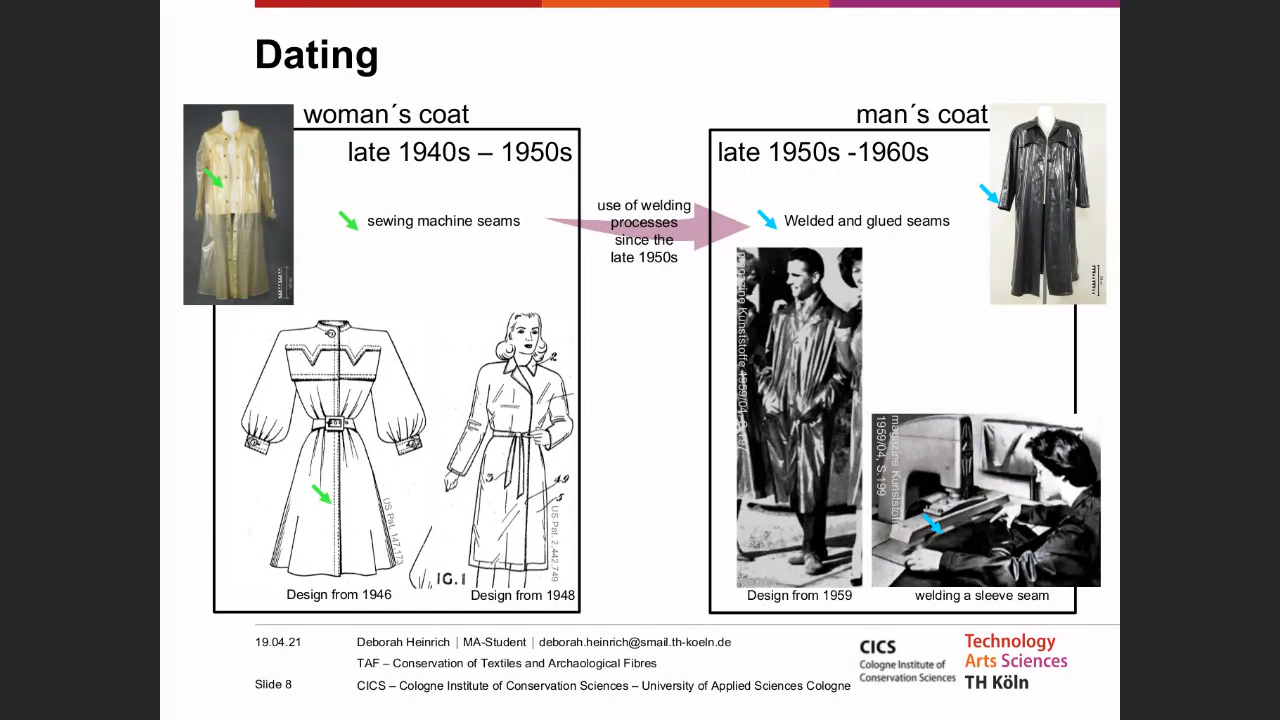 Dating
woman´s coat
late 1940s – 1950s
sewing machine seams
US Pat. 147,173
2
3
19
5
US Pat. 2,442,749
IG.1
Design from 1946
Design from 1948
use of welding
processes
since the
late 1950s
man´s coat
late 1950s -1960s
Welded and glued seams
magazine Kunststoffe
magazine Kunststoffe
1959/04, S.199
Design from 1959
welding a sleeve seam
19.04.21
Deborah Heinrich | MA-Student | deborah.heinrich@smail.th-koeln.de
TAF – Conservation of Textiles and Archaological Fibres
Slide 8
CICS – Cologne Institute of Conservation Sciences – University of Applied Sciences Cologne
CICS
Cologne Institute of
Conservation Sciences
Technology
Arts Sciences
TH Köln